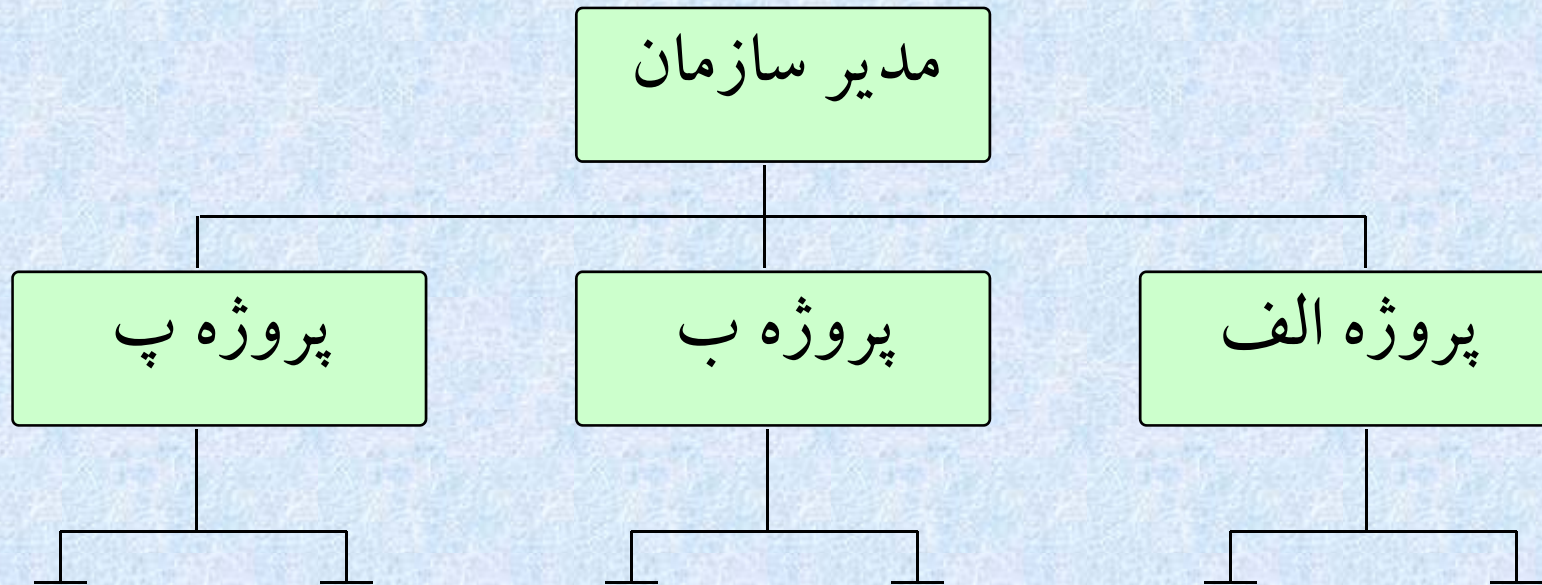 مدیر سازمان
پروژه الف
پروژه ب
پروژه پ